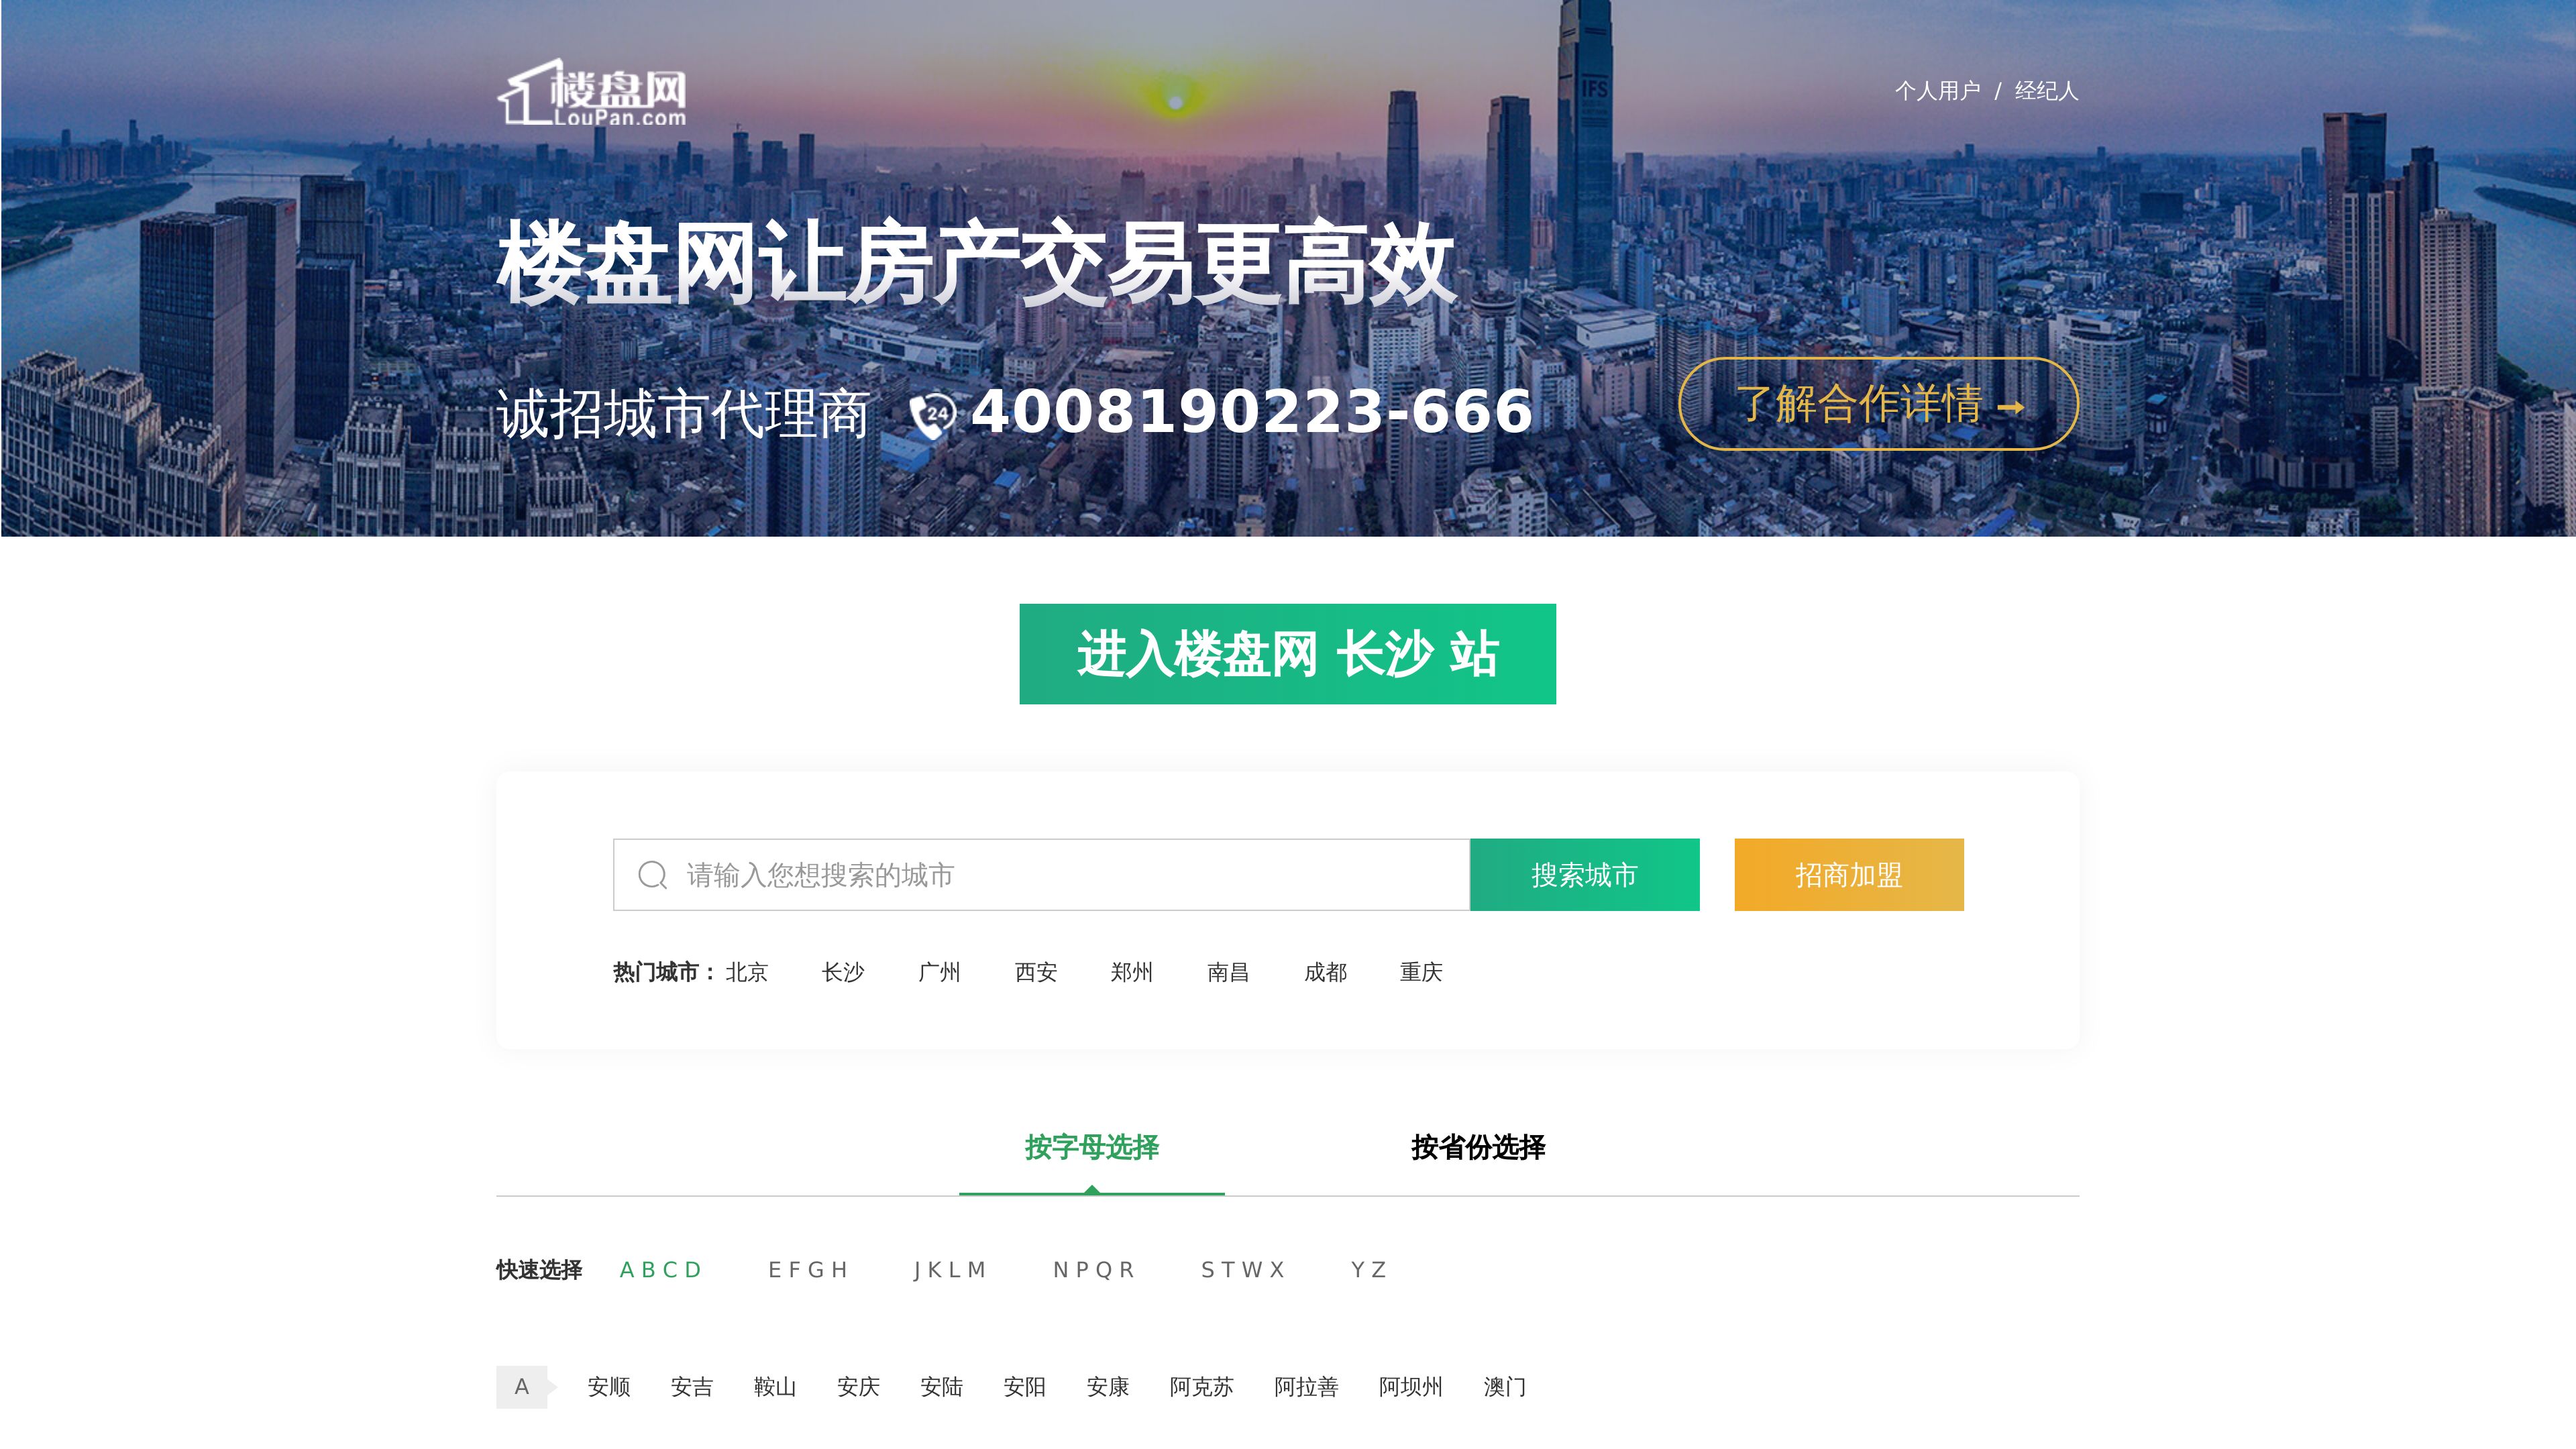 楼盘网
LouPan.com
个人用户 / 经纪人
IFS
楼盘网让房产交易更高效
诚招城市代理商 24 4008190223-666
了解合作详情
进入楼盘网 长沙 站
请输入您想搜索的城市 搜索城市 招商加盟
热门城市： 北京 长沙 广州 西安 郑州 南昌 成都 重庆
按字母选择 按省份选择
快速选择 A B C D E F G H J K L M N P Q R S T W X Y Z
A 安顺 安吉 鞍山 安庆 安陆 安阳 安康 阿克苏 阿拉善 阿坝州 澳门